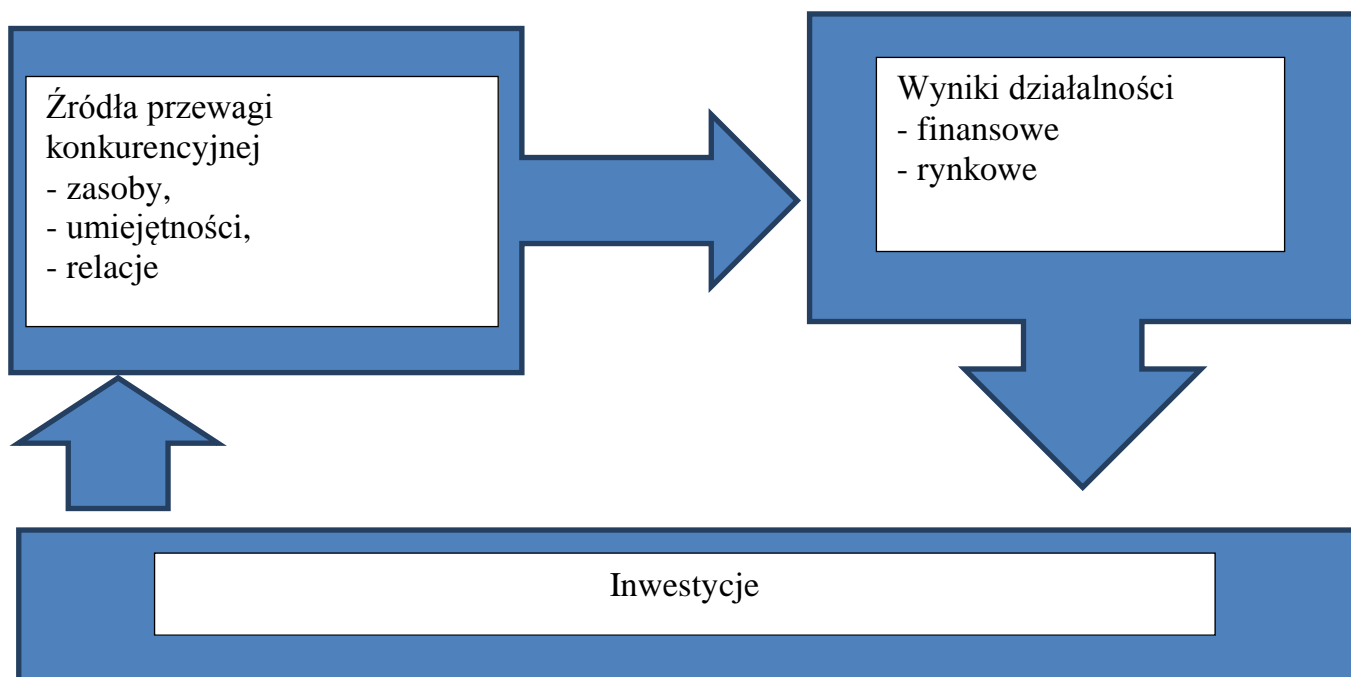 Źródła przewagi
konkurencyjnej
- zasoby,
- umiejętności,
- relacje
Wyniki działalności
- finansowe
- rynkowe
Inwestycje